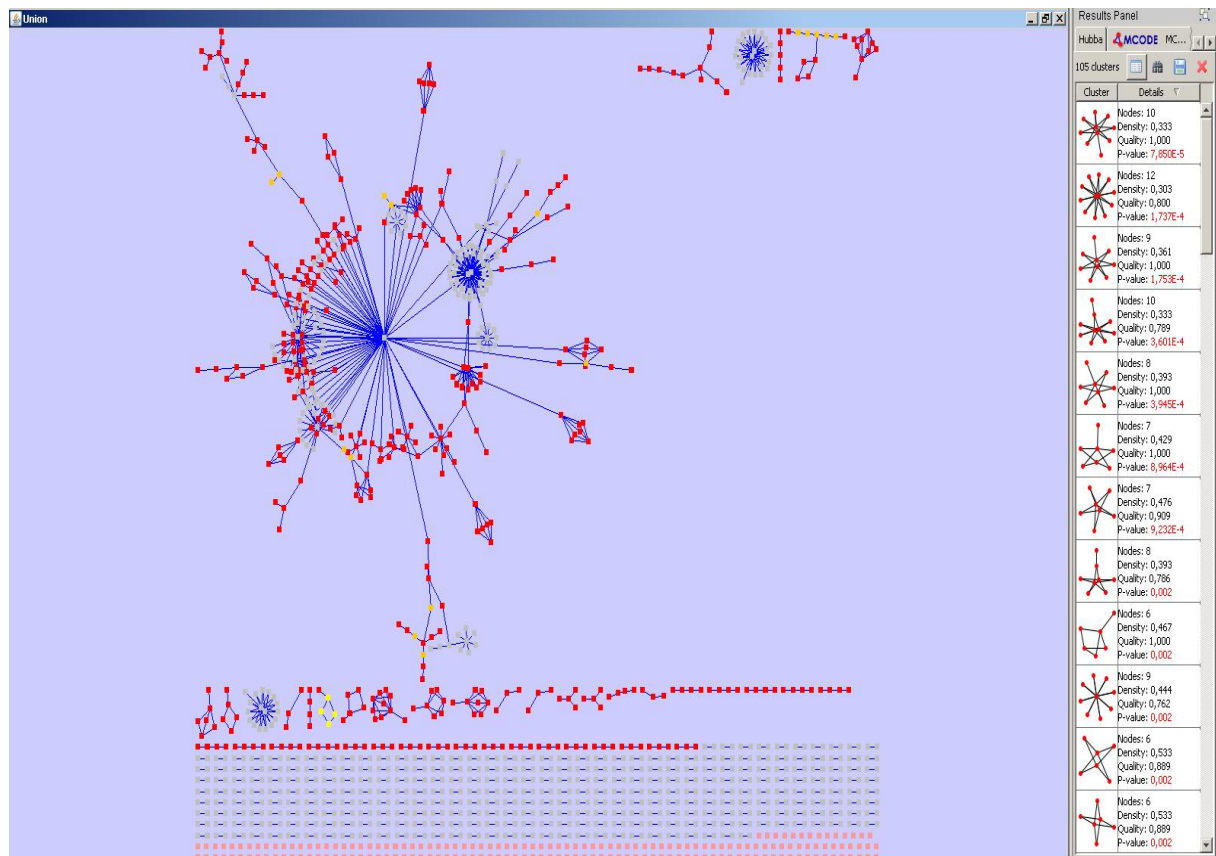 Union
Results Panel
Hubba MCODE MC...
105 clusters
Cluster Details
Nodes: 10
Density: 0,333
Quality: 1,000
P-value: 7,850E-5
Nodes: 12
Density: 0,303
Quality: 0,800
P-value: 1,737E-4
Nodes: 9
Density: 0,361
Quality: 1,000
P-value: 1,753E-4
Nodes: 10
Density: 0,333
Quality: 0,789
P-value: 3,601E-4
Nodes: 8
Density: 0,393
Quality: 1,000
P-value: 3,945E-4
Nodes: 7
Density: 0,429
Quality: 1,000
P-value: 8,964E-4
Nodes: 7
Density: 0,476
Quality: 0,909
P-value: 9,232E-4
Nodes: 8
Density: 0,393
Quality: 0,786
P-value: 0,002
Nodes: 6
Density: 0,467
Quality: 1,000
P-value: 0,002
Nodes: 9
Density: 0,444
Quality: 0,762
P-value: 0,002
Nodes: 6
Density: 0,533
Quality: 0,889
P-value: 0,002
Nodes: 6
Density: 0,533
Quality: 0,889
P-value: 0,002